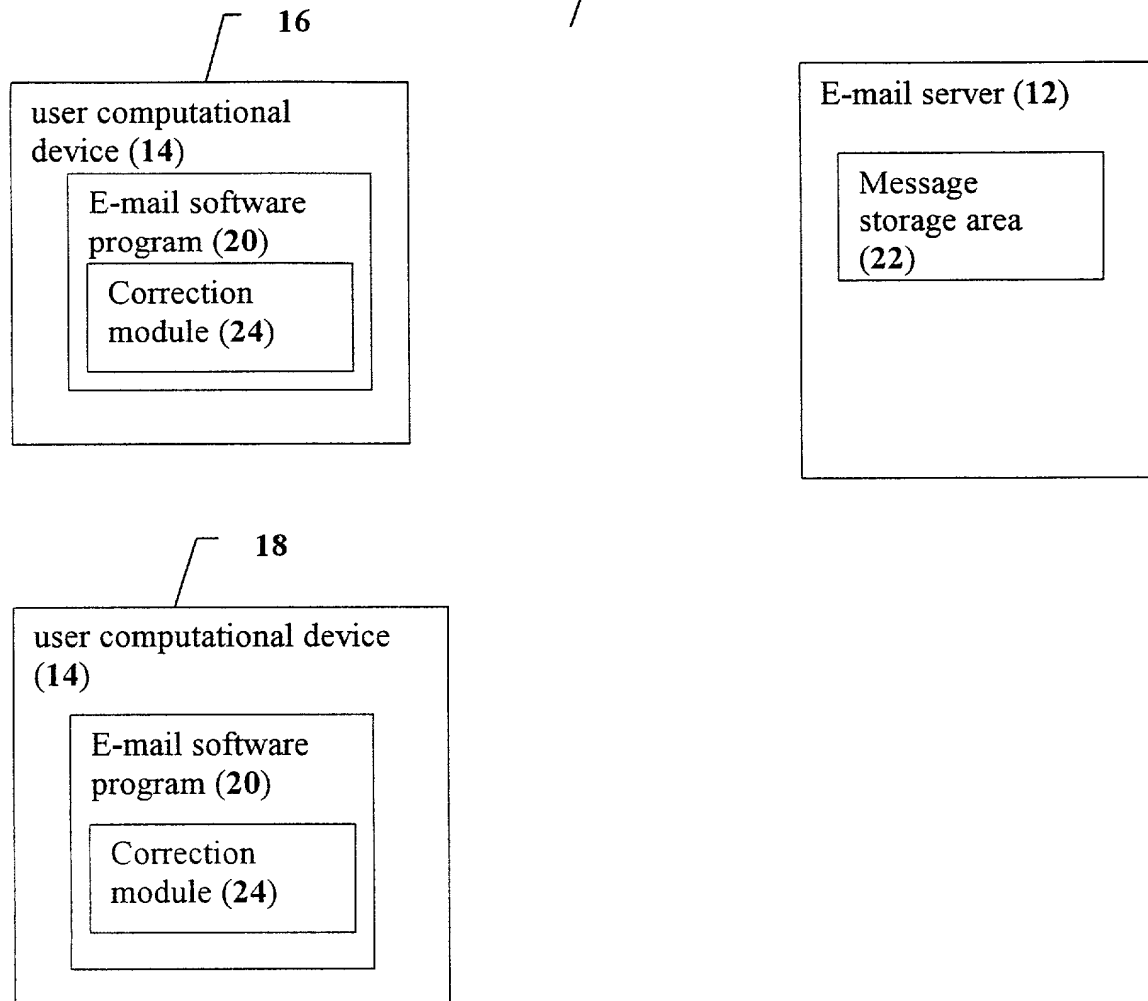 16
user computational
device (14)
E-mail software
program (20)
Correction
module (24)
E-mail server (12)
Message
storage area
(22)
18
user computational device
(14)
E-mail software
program (20)
Correction
module (24)